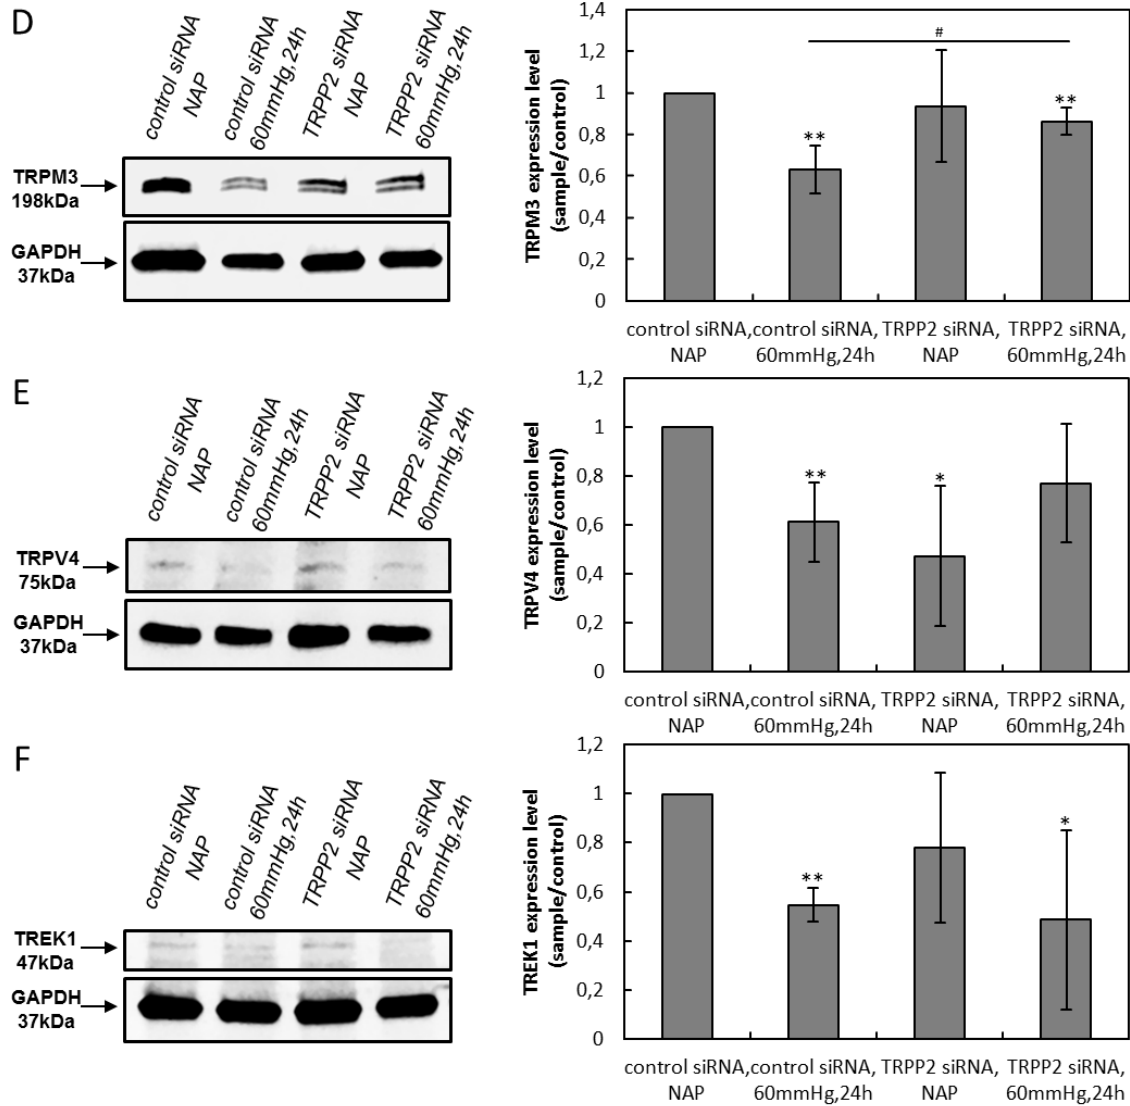 D
control siRNA
NAP
control siRNA
60mmHg,24h
TRPP2 siRNA
NAP
TRPP2 siRNA
60mmHg,24h
TRPM3
198kDa
GAPDH
37kDa
TRPM3 expression level
(sample/control)
1,4
1,2
1
0,8
0,6
0,4
0,2
0
**
#
**
control siRNA,
NAP
control siRNA,
60mmHg,24h
TRPP2 siRNA,
NAP
TRPP2 siRNA,
60mmHg,24h
E
control siRNA
NAP
control siRNA
60mmHg,24h
TRPP2 siRNA
NAP
TRPP2 siRNA
60mmHg,24h
TRPV4
75kDa
GAPDH
37kDa
TRPV4 expression level
(sample/control)
1,2
1
0,8
0,6
0,4
0,2
0
**
*
control siRNA,
NAP
control siRNA,
60mmHg,24h
TRPP2 siRNA,
NAP
TRPP2 siRNA,
60mmHg,24h
F
control siRNA
NAP
control siRNA
60mmHg,24h
TRPP2 siRNA
NAP
TRPP2 siRNA
60mmHg,24h
TREK1
47kDa
GAPDH
37kDa
TREK1 expression level
(sample/control)
1,2
1
0,8
0,6
0,4
0,2
0
**
*
control siRNA,
NAP
control siRNA,
60mmHg,24h
TRPP2 siRNA,
NAP
TRPP2 siRNA,
60mmHg,24h